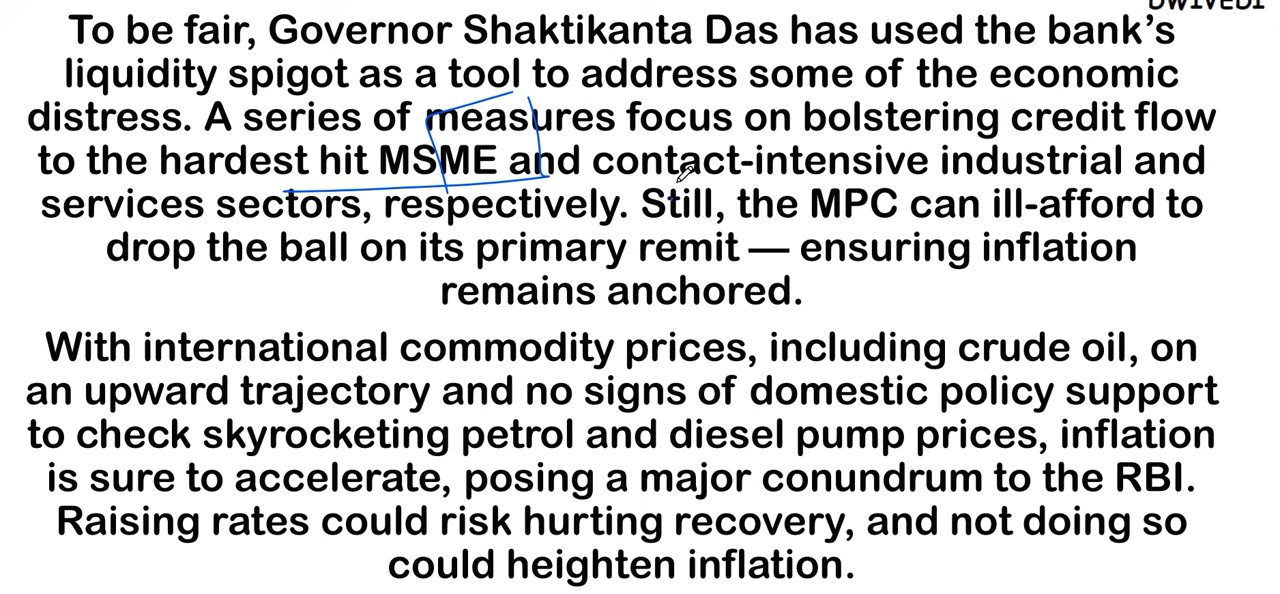 DWIVEDI
To be fair, Governor Shaktikanta Das has used the bank’s
liquidity spigot as a tool to address some of the economic
distress. A series of measures focus on bolstering credit flow
to the hardest hit MSME and contact-intensive industrial and
services sectors, respectively. Still, the MPC can ill-afford to
drop the ball on its primary remit — ensuring inflation
remains anchored.
With international commodity prices, including crude oil, on
an upward trajectory and no signs of domestic policy support
to check skyrocketing petrol and diesel pump prices, inflation
is sure to accelerate, posing a major conundrum to the RBI.
Raising rates could risk hurting recovery, and not doing so
could heighten inflation.